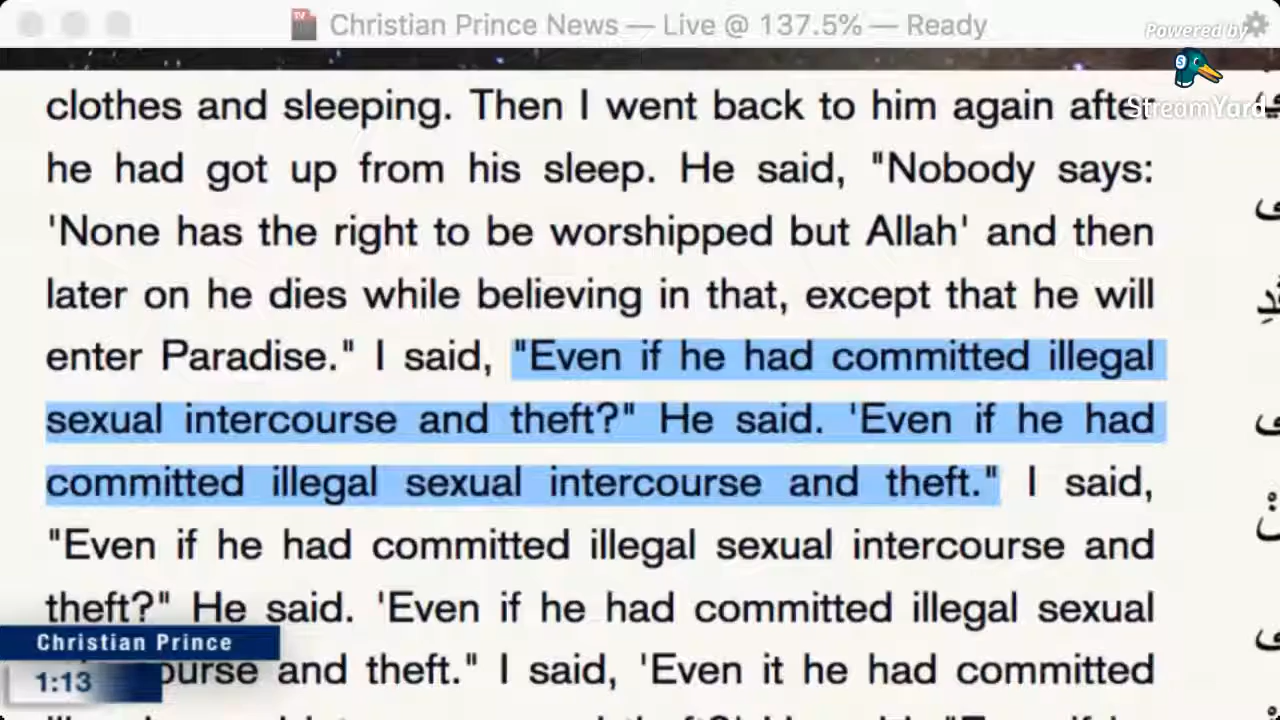 Christian Prince News — Live @ 137.5% — Ready
Powered by
StreamYard
clothes and sleeping. Then I went back to him again after
he had got up from his sleep. He said, "Nobody says:
'None has the right to be worshipped but Allah' and then
later on he dies while believing in that, except that he will
enter Paradise." I said, "Even if he had committed illegal
sexual intercourse and theft?" He said. 'Even if he had
committed illegal sexual intercourse and theft." I said,
"Even if he had committed illegal sexual intercourse and
theft?" He said. 'Even if he had committed illegal sexual
and theft." I said, 'Even it he had committed
Christian Prince
1:13